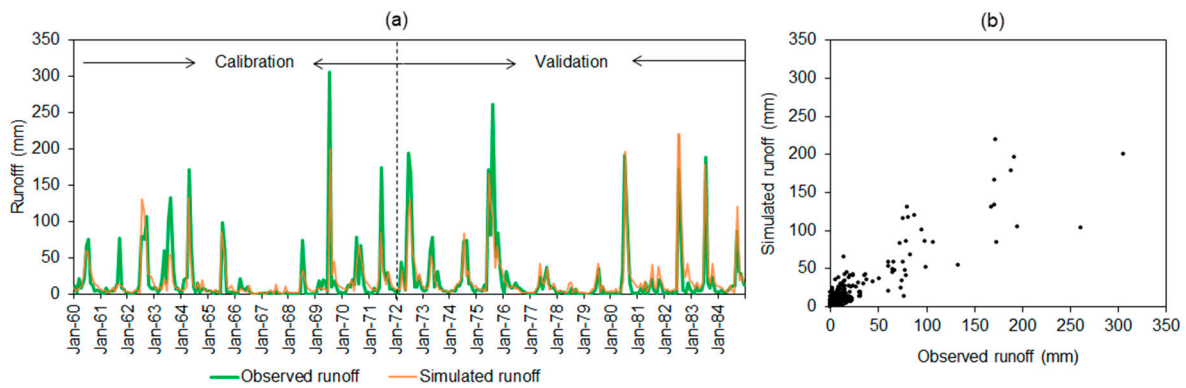 (a)
350
300
250
200
150
100
50
0
Runofff (mm)
Calibration
Validation
Jan-60
Jan-61
Jan-62
Jan-63
Jan-64
Jan-65
Jan-66
Jan-67
Jan-68
Jan-69
Jan-70
Jan-71
Jan-72
Jan-73
Jan-74
Jan-75
Jan-76
Jan-77
Jan-78
Jan-79
Jan-80
Jan-81
Jan-82
Jan-83
Jan-84
Observed runoff
Simulated runoff
(b)
350
300
250
200
150
100
50
0
Simulated runoff (mm)
0
50
100
150
200
250
300
350
Observed runoff (mm)